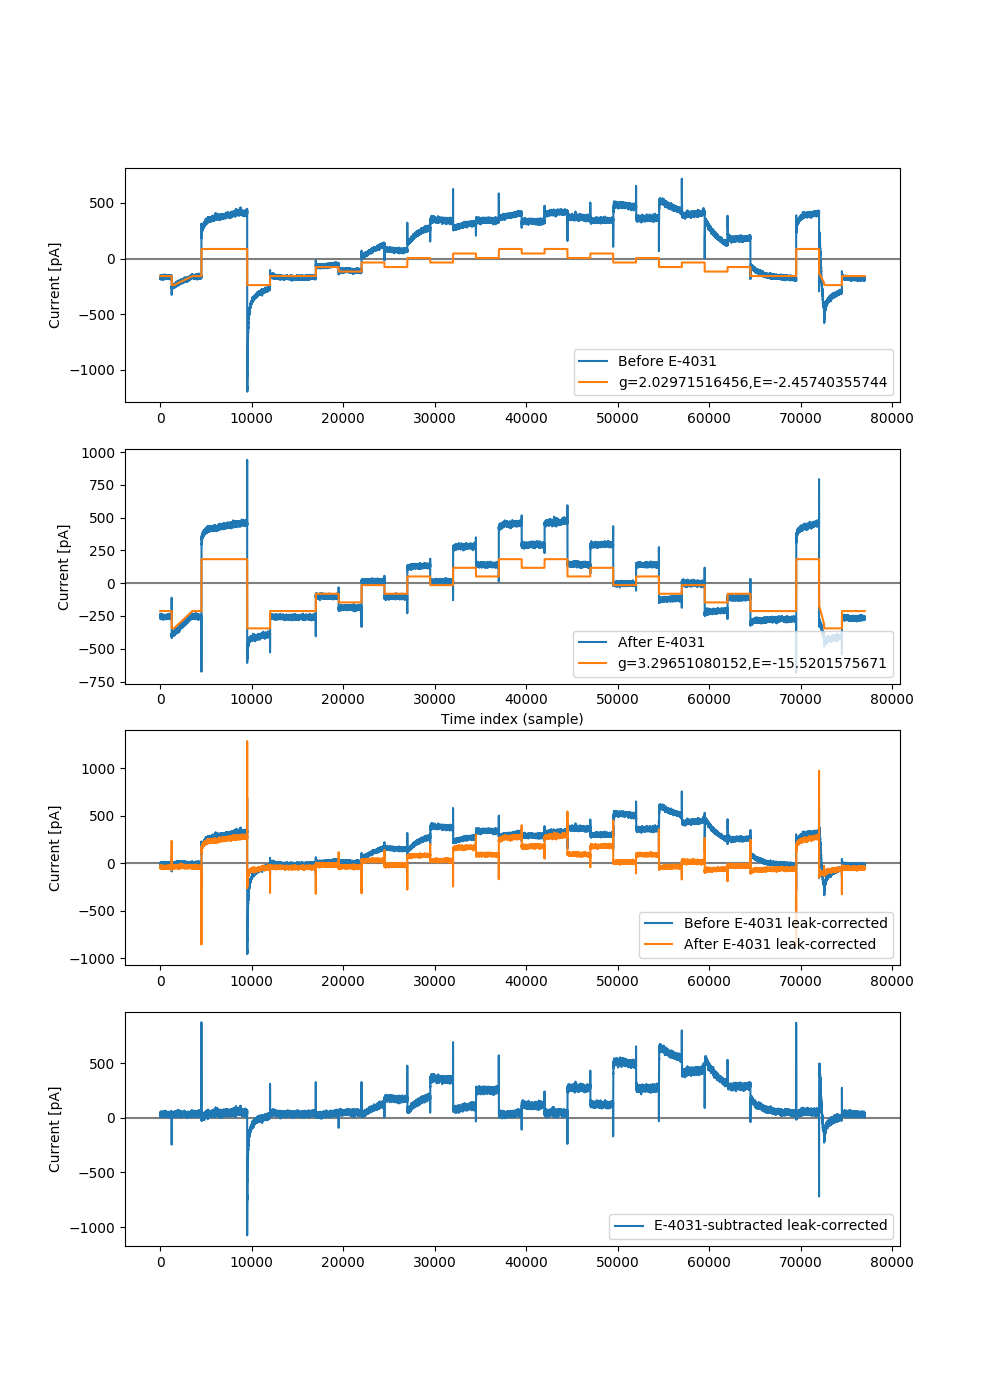 500
0
−500
−1000
Current [pA]
Before E-4031
g=2.02971516456,E=-2.45740355744
0 10000 20000 30000 40000 50000 60000 70000 80000
1000
750
500
250
0
−250
−500
−750
Current [pA]
After E-4031
g=3.29651080152,E=-15.5201575671
0 10000 20000 30000 40000 50000 60000 70000 80000
Time index (sample)
1000
500
0
−500
−1000
Current [pA]
Before E-4031 leak-corrected
After E-4031 leak-corrected
0 10000 20000 30000 40000 50000 60000 70000 80000
500
0
−500
−1000
Current [pA]
E-4031-subtracted leak-corrected
0 10000 20000 30000 40000 50000 60000 70000 80000